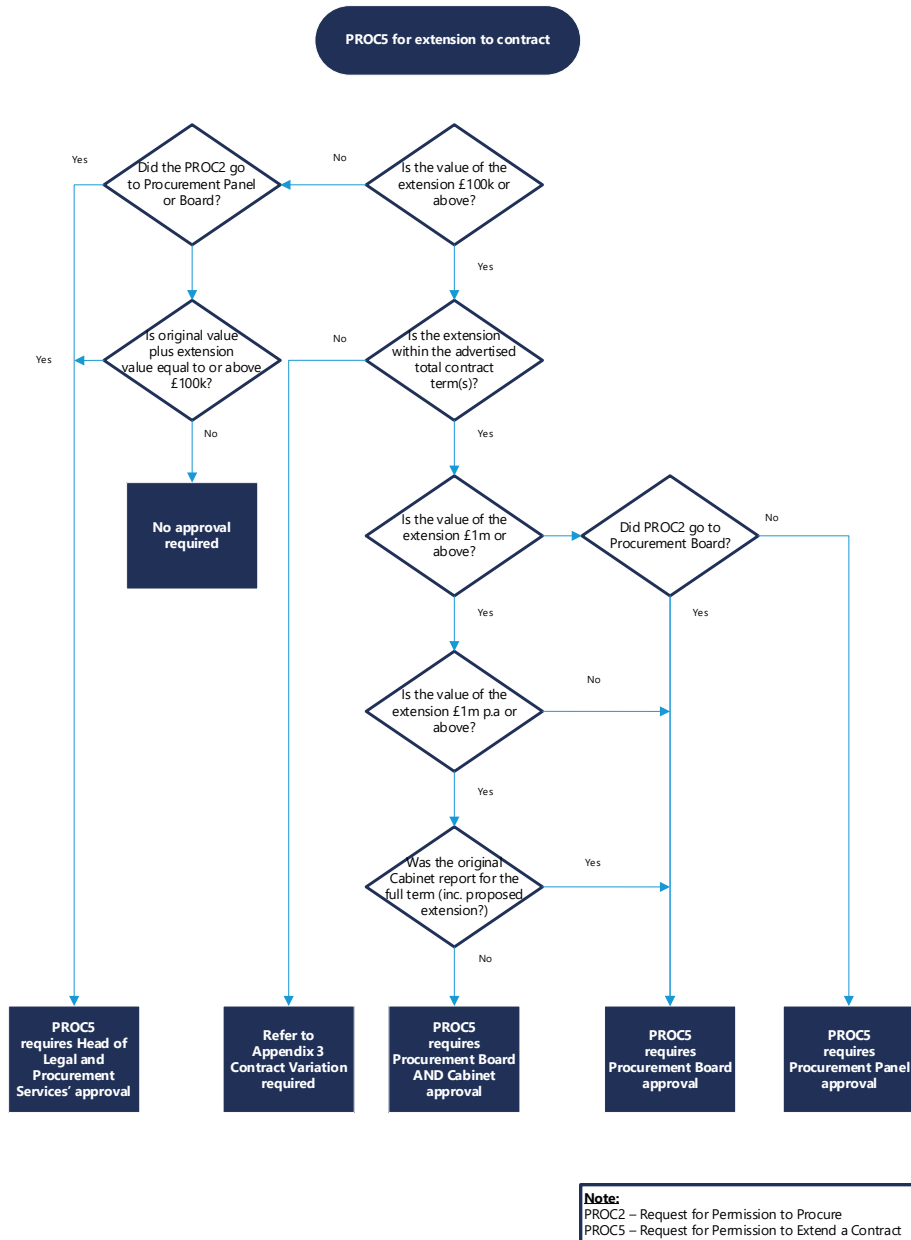 PROC5 for extension to contract
Yes
Did the PROC2 go
to Procurement Panel
or Board?
No
Is the value of the
extension £100k or
above?
Yes
Yes
Is original value
plus extension
value equal to or above
£100k?
No
Is the extension
within the advertised
total contract
term(s)?
No
Yes
No approval
required
Is the value of the
extension £1m or
above?
Did PROC2 go to
Procurement Board?
No
Yes
Yes
Is the value of the
extension £1m p.a or
above?
No
Yes
Was the original
Cabinet report for the
full term (inc. proposed
extension?)
Yes
No
PROC5
requires Head of
Legal and
Procurement
Services’ approval
Refer to
Appendix 3
Contract Variation
required
PROC5
requires
Procurement Board
AND Cabinet
approval
PROC5
requires
Procurement Board
approval
PROC5
requires
Procurement Panel
approval
Note:
PROC2 – Request for Permission to Procure
PROC5 – Request for Permission to Extend a Contract